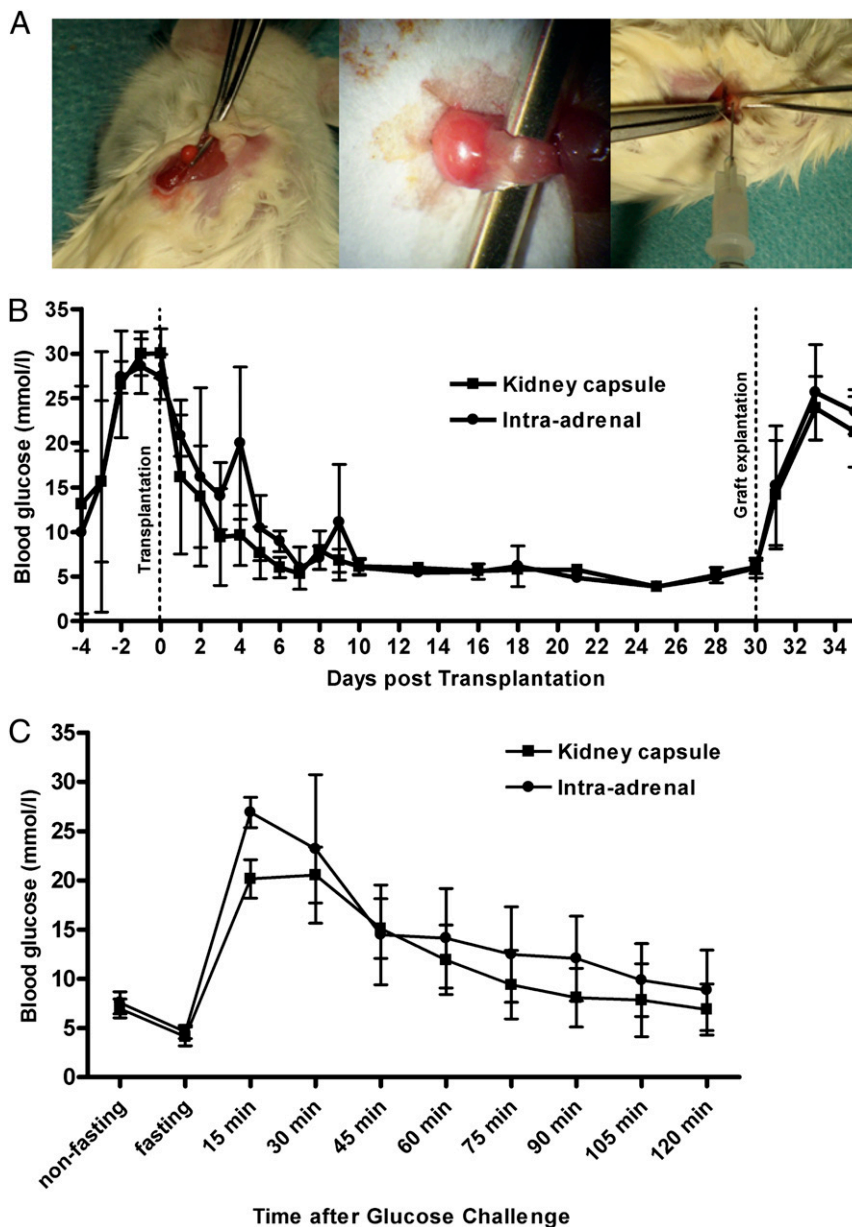 A
B
35
30
25
20
15
10
5
0
Blood glucose (mmol/l)
Transplantation
Kidney capsule
Intra-adrenal
Graft explantation
-4 -2 0 2 4 6 8 10 12 14 16 18 20 22 24 26 28 30 32 34
Days post Transplantation
C
35
30
25
20
15
10
5
0
Blood glucose (mmol/l)
Kidney capsule
Intra-adrenal
non-fasting fasting 15 min 30 min 45 min 60 min 75 min 90 min 105 min 120 min
Time after Glucose Challenge